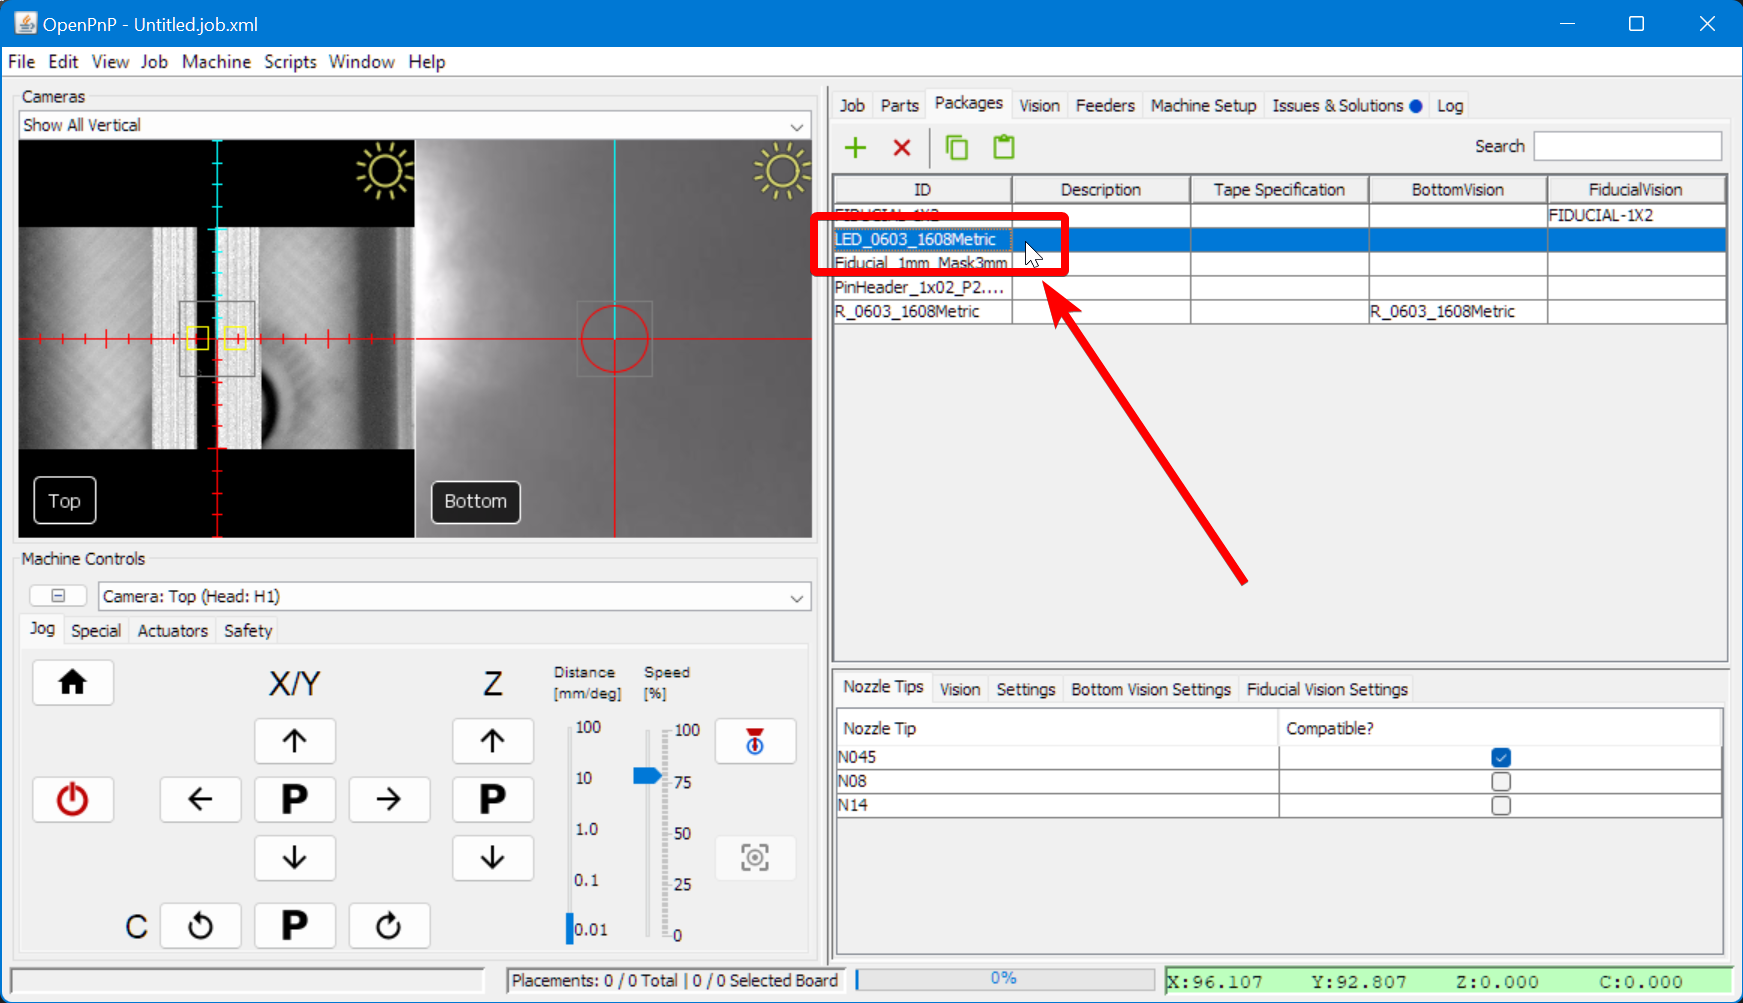 OpenPnP - Untitled.job.xml
File Edit View Job Machine Scripts Window Help
Cameras
Show All Vertical
Top
Bottom
Machine Controls
Camera: Top (Head: H1)
Jog Special Actuators Safety
X/Y
Z
Distance
[mm/deg]
Speed
[%]
100
10
1.0
0.1
0.01
100
75
50
25
0
P
P
C
P
Job Parts Packages Vision Feeders Machine Setup Issues & Solutions Log
Search
ID Description Tape Specification BottomVision FiducialVision
FIDUCIAL-1X2 FIDUCIAL-1X2
LED_0603_1608Metric
Fiducial_1mm_Mask3mm
PinHeader_1x02_P2....
R_0603_1608Metric R_0603_1608Metric
Nozzle Tips Vision Settings Bottom Vision Settings Fiducial Vision Settings
Nozzle Tip Compatible?
N045
N08
N14
Placements: 0 / 0 Total | 0 / 0 Selected Board
0%
X:96.107 Y:92.807 Z:0.000 C:0.000